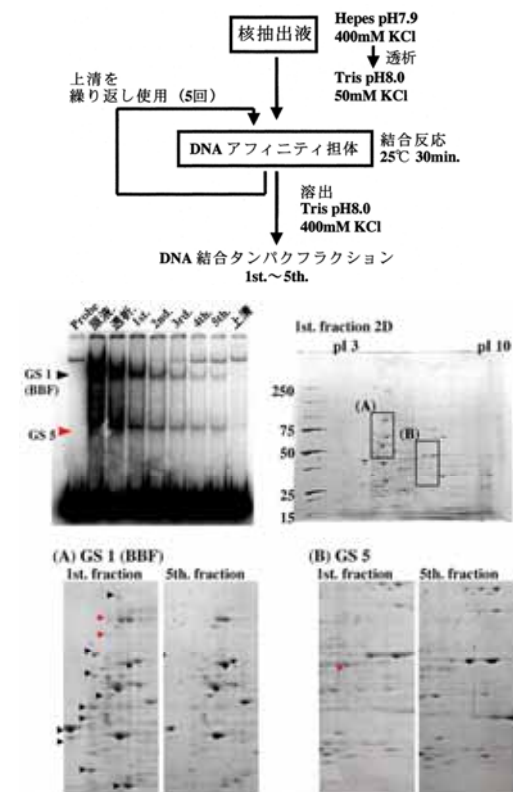 核抽出液
Hepes pH7.9
400mM KCl
透析
Tris pH8.0
50mM KCl
上清を
繰り返し使用（5回）
DNA アフィニティ担体
結合反応
25℃ 30min.
溶出
Tris pH8.0
400mM KCl
DNA 結合タンパクフラクション
1st.～5th.
Probe
原液
透析
1st.
2nd.
3rd.
4th.
5th.
上清
GS 1
(BBF)
GS 5
1st. fraction 2D
pI 3
pI 10
250
75
50
25
15
(A)
(B)
(A) GS 1 (BBF)
1st. fraction
5th. fraction
(B) GS 5
1st. fraction
5th. fraction